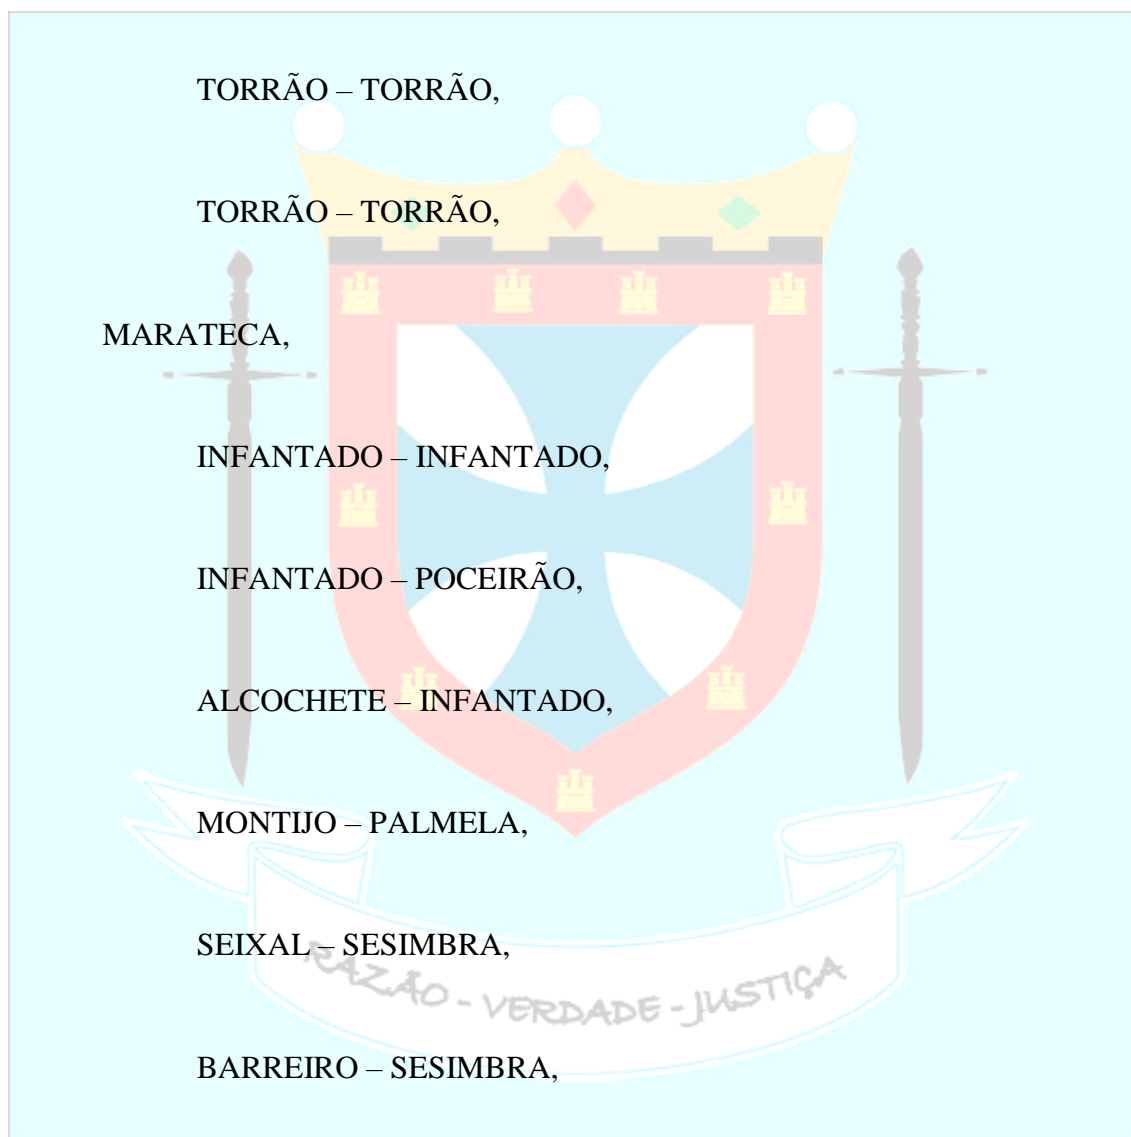 TORRÃO – TORRÃO,
TORRÃO – TORRÃO,
MARATECA,
INFANTADO – INFANTADO,
INFANTADO – POCEIRÃO,
ALCOCHETE – INFANTADO,
MONTIJO – PALMELA,
SEIXAL – SESIMBRA,
RAZÃO - VERDADE - JUSTIÇA
BARREIRO – SESIMBRA,